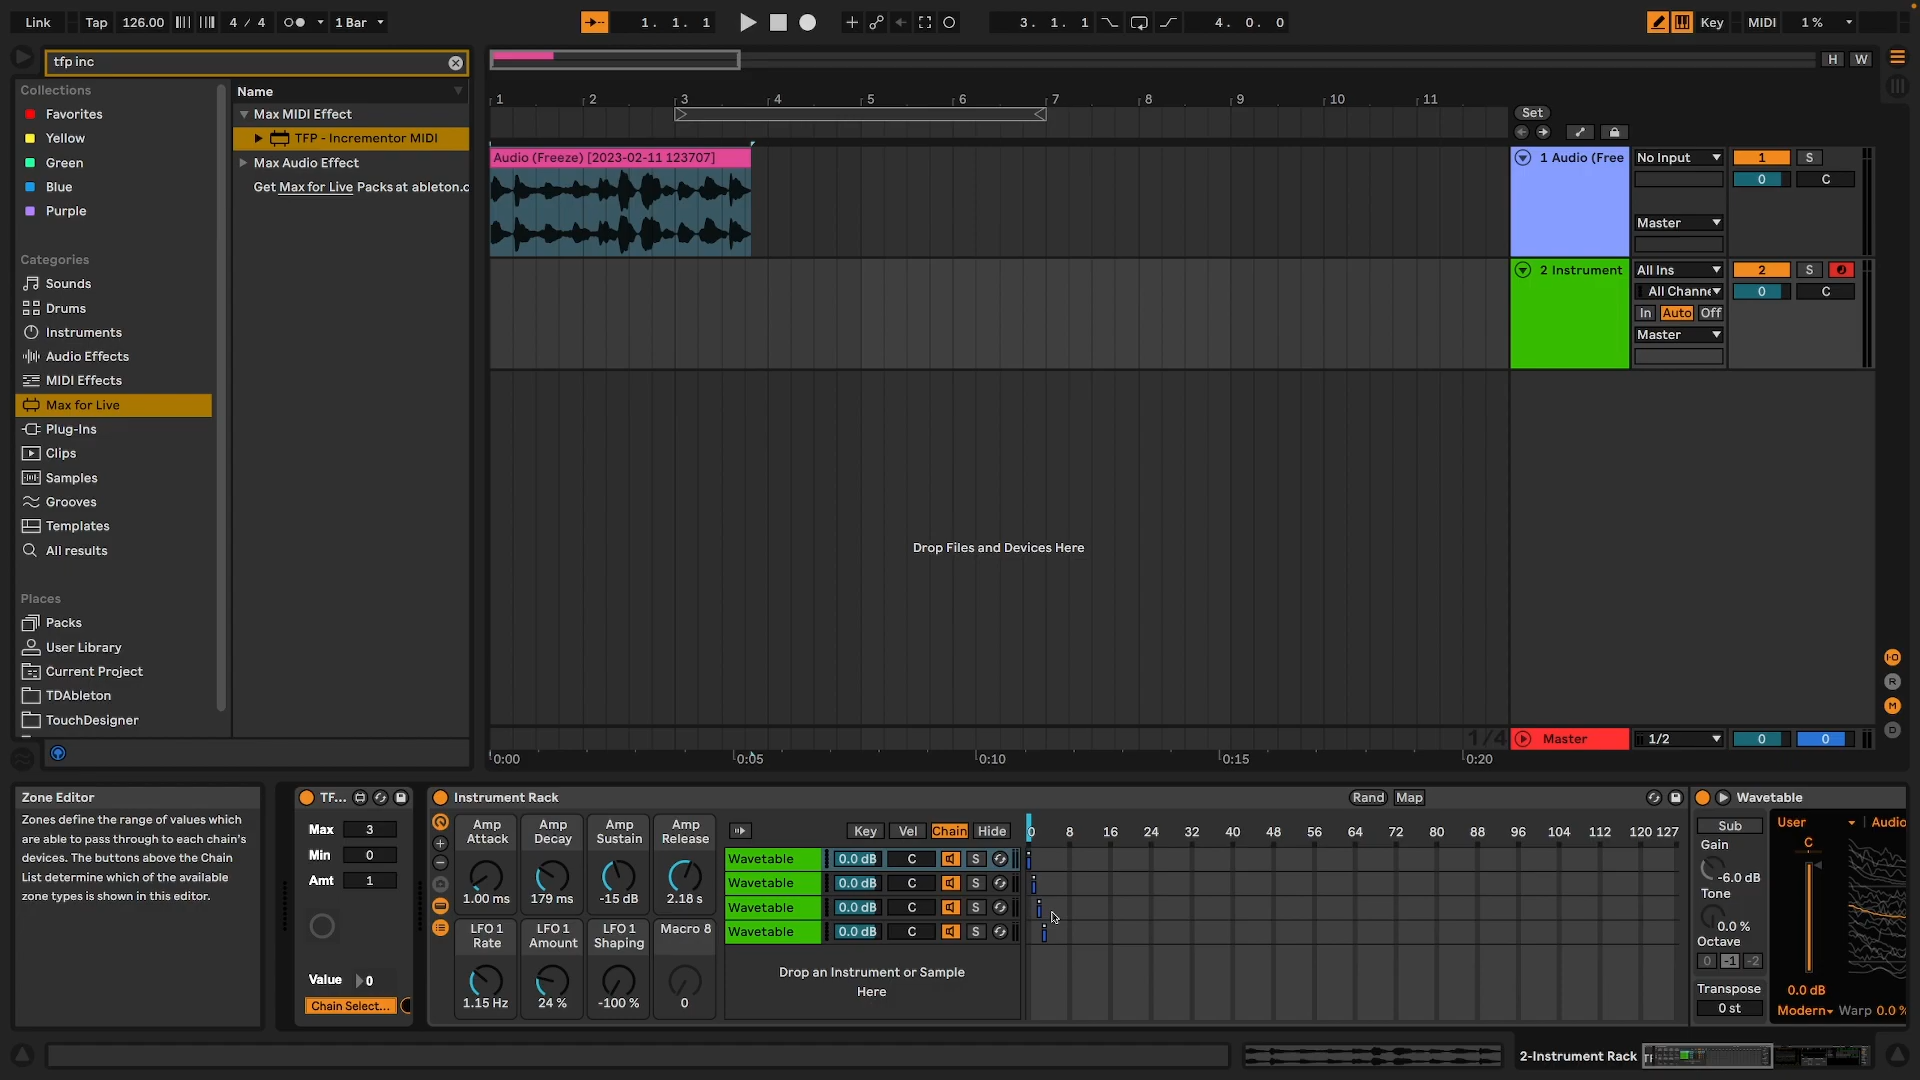 Link Tap 126.00 4 / 4 1 Bar 1. 1. 1 3. 1. 1 4. 0. 0 Key MIDI 1 %
tfp inc
H W
Collections
Favorites
Yellow
Green
Blue
Purple
Categories
Sounds
Drums
Instruments
Audio Effects
MIDI Effects
Max for Live
Plug-Ins
Clips
Samples
Grooves
Templates
All results
Places
Packs
User Library
Current Project
TDAbleton
TouchDesigner
Name
Max MIDI Effect
TFP - Incrementor MIDI
Max Audio Effect
Get Max for Live Packs at ableton.c
1 2 3 4 5 6 7 8 9 10 11
Set
Audio (Freeze) [2023-02-11 123707]
1 Audio (Free No Input 1 S
0 C
Master
2 Instrument All Ins 2 S
All Channe 0 C
In Auto Off
Master
Drop Files and Devices Here
I·O
R
M
D
1/4
Master 1/2 0 0
0:00 0:05 0:10 0:15 0:20
Zone Editor
Zones define the range of values which
are able to pass through to each chain's
devices. The buttons above the Chain
List determine which of the available
zone types is shown in this editor.
TF...
Max 3
Min 0
Amt 1
Value 0
Chain Select...
Instrument Rack Rand Map
Amp Attack
1.00 ms
Amp Decay
179 ms
Amp Sustain
-15 dB
Amp Release
2.18 s
LFO 1 Rate
1.15 Hz
LFO 1 Amount
24 %
LFO 1 Shaping
-100 %
Macro 8
0
Key Vel Chain Hide
0 8 16 24 32 40 48 56 64 72 80 88 96 104 112 120 127
Wavetable 0.0 dB C S
Wavetable 0.0 dB C S
Wavetable 0.0 dB C S
Wavetable 0.0 dB C S
Drop an Instrument or Sample
Here
Wavetable
Sub
Gain
-6.0 dB
Tone
0.0 %
Octave
0 -1 -2
Transpose
0 st
User Audio
C
0.0 dB
Modern Warp 0.0 %
2-Instrument Rack